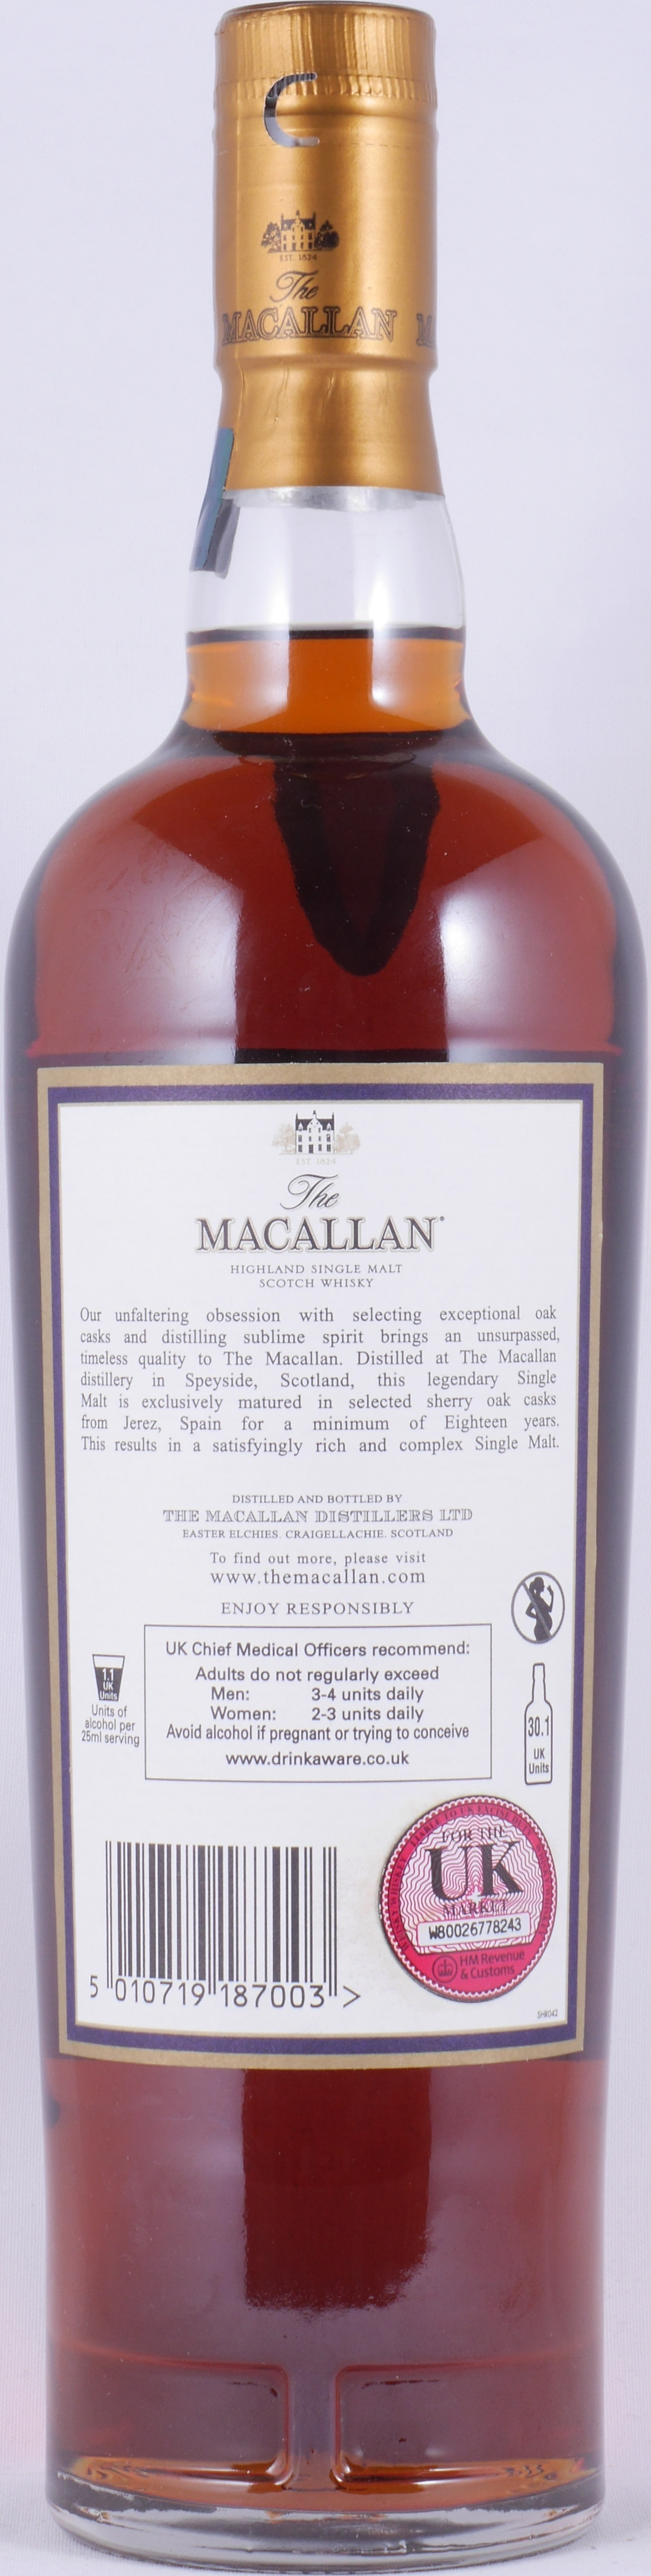 EST. 1824
The
MACALLAN M
EST. 1824
The
MACALLAN
HIGHLAND SINGLE MALT
SCOTCH WHISKY
Our unfaltering obsession with selecting exceptional oak
casks and distilling sublime spirit brings an unsurpassed,
timeless quality to The Macallan. Distilled at The Macallan
distillery in Speyside, Scotland, this legendary Single
Malt is exclusively matured in selected sherry oak casks
from Jerez, Spain for a minimum of Eighteen years.
This results in a satisfyingly rich and complex Single Malt.
DISTILLED AND BOTTLED BY
THE MACALLAN DISTILLERS LTD
EASTER ELCHIES. CRAIGELLACHIE. SCOTLAND
To find out more, please visit
www.themacallan.com
ENJOY RESPONSIBLY
UK Chief Medical Officers recommend:
Adults do not regularly exceed
Men: 3-4 units daily
Women: 2-3 units daily
Avoid alcohol if pregnant or trying to conceive
www.drinkaware.co.uk
1.1
UK
Units
Units of
alcohol per
25ml serving
30.1
UK
Units
FOR THE
UK
MARKET
W80026778243
HM Revenue
& Customs
5 010719 187003 >
SHR042